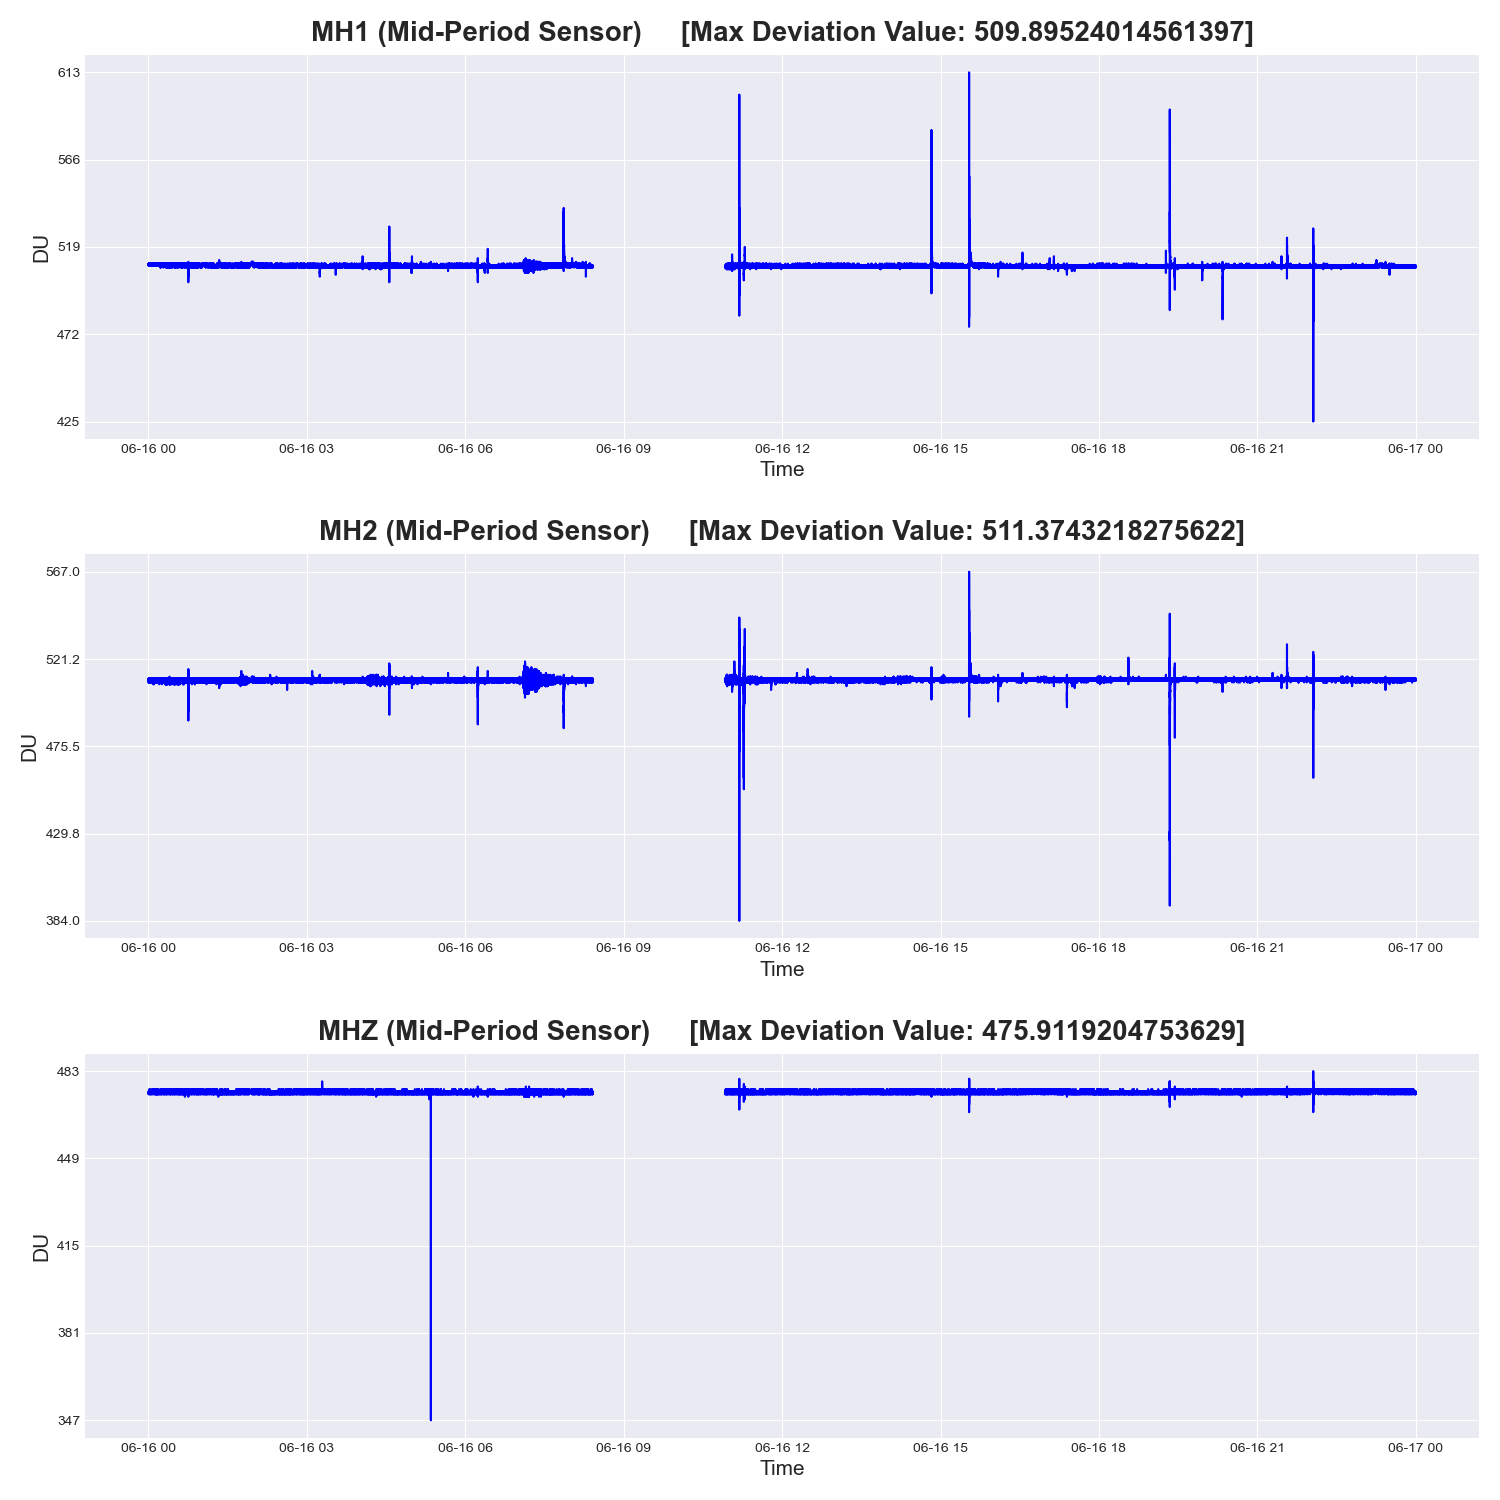 MH1 (Mid-Period Sensor) [Max Deviation Value: 509.89524014561397]
613
566
519
472
425
DU
06-16 00 06-16 03 06-16 06 06-16 09 06-16 12 06-16 15 06-16 18 06-16 21 06-17 00
Time
MH2 (Mid-Period Sensor) [Max Deviation Value: 511.3743218275622]
567.0
521.2
475.5
429.8
384.0
DU
06-16 00 06-16 03 06-16 06 06-16 09 06-16 12 06-16 15 06-16 18 06-16 21 06-17 00
Time
MHZ (Mid-Period Sensor) [Max Deviation Value: 475.9119204753629]
483
449
415
381
347
DU
06-16 00 06-16 03 06-16 06 06-16 09 06-16 12 06-16 15 06-16 18 06-16 21 06-17 00
Time